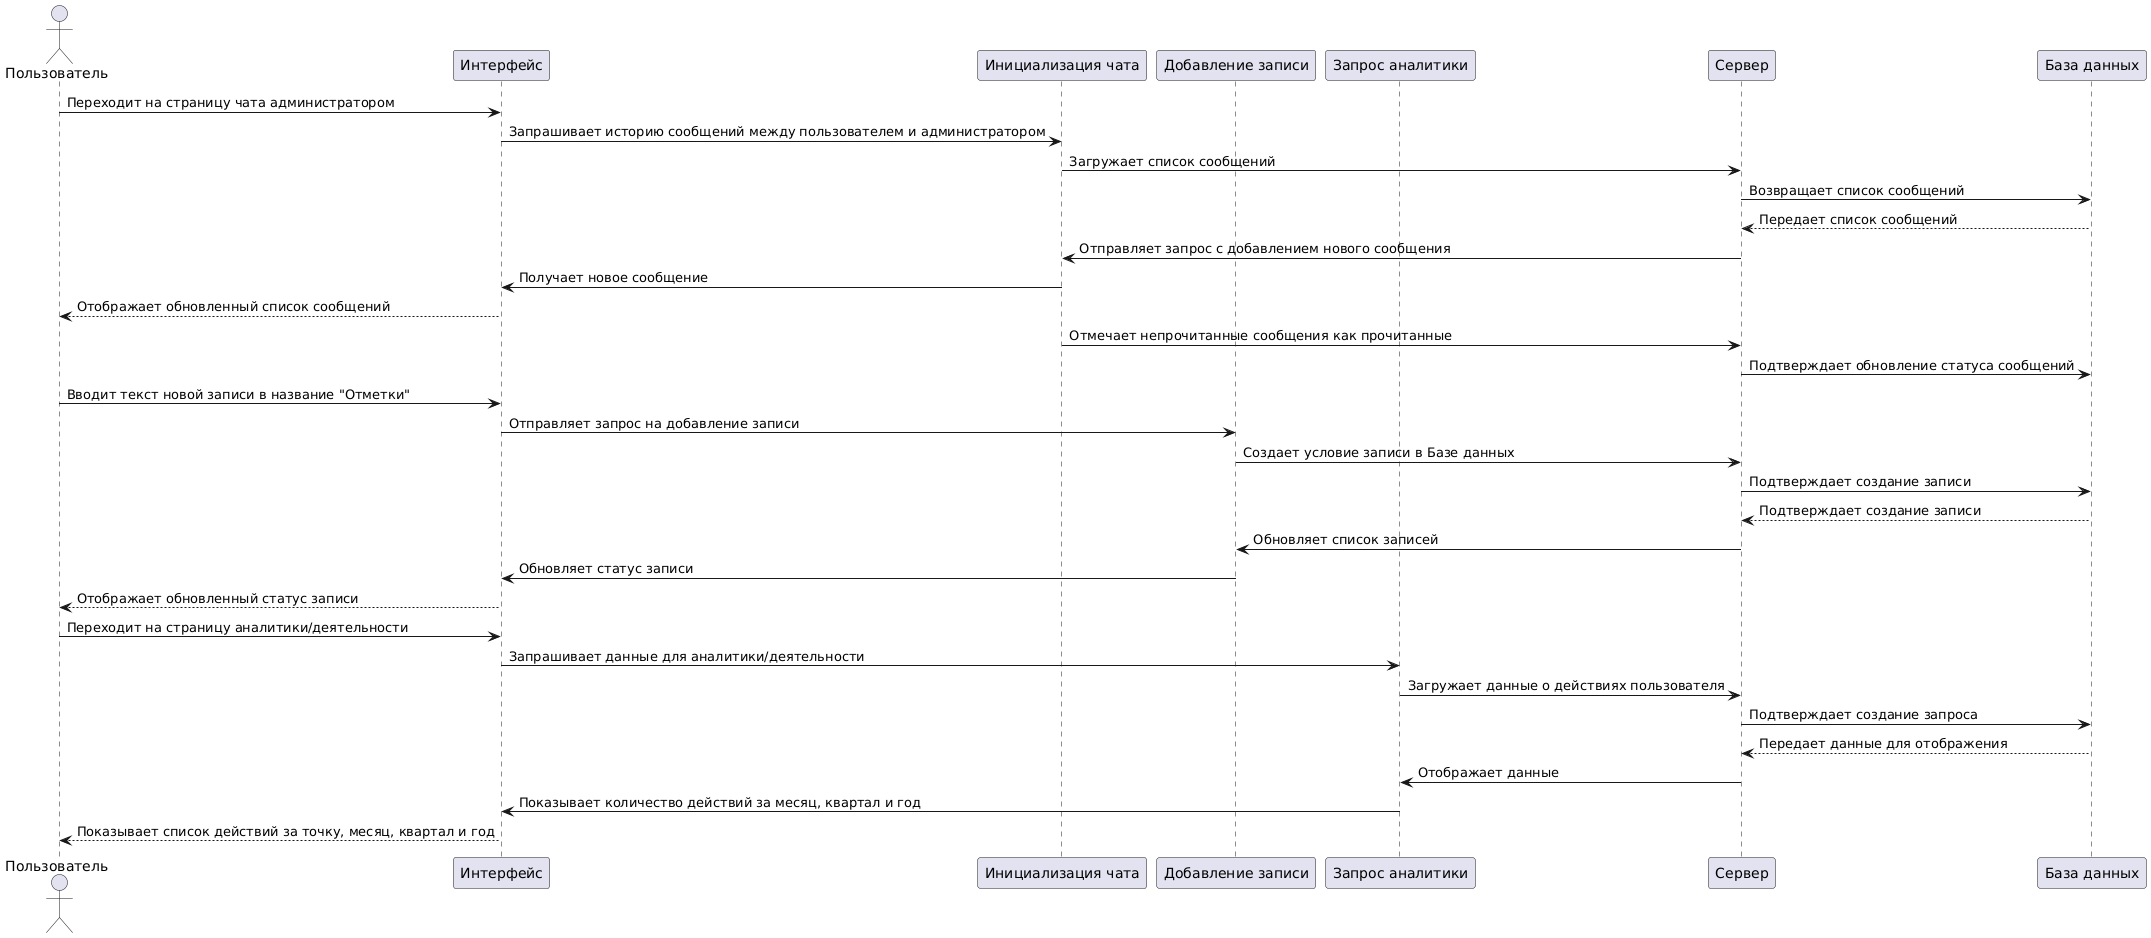 Пользователь
Интерфейс
Инициализация чата
Добавление записи
Запрос аналитики
Сервер
База данных
Переходит на страницу чата администратором
Запрашивает историю сообщений между пользователем и администратором
Загружает список сообщений
Возвращает список сообщений
Передает список сообщений
Отправляет запрос с добавлением нового сообщения
Получает новое сообщение
Отображает обновленный список сообщений
Отмечает непрочитанные сообщения как прочитанные
Подтверждает обновление статуса сообщений
Вводит текст новой записи в название "Отметки"
Отправляет запрос на добавление записи
Создает условие записи в Базе данных
Подтверждает создание записи
Подтверждает создание записи
Обновляет список записей
Обновляет статус записи
Отображает обновленный статус записи
Переходит на страницу аналитики/деятельности
Запрашивает данные для аналитики/деятельности
Загружает данные о действиях пользователя
Подтверждает создание запроса
Передает данные для отображения
Отображает данные
Показывает количество действий за месяц, квартал и год
Показывает список действий за точку, месяц, квартал и год
Пользователь
Интерфейс
Инициализация чата
Добавление записи
Запрос аналитики
Сервер
База данных